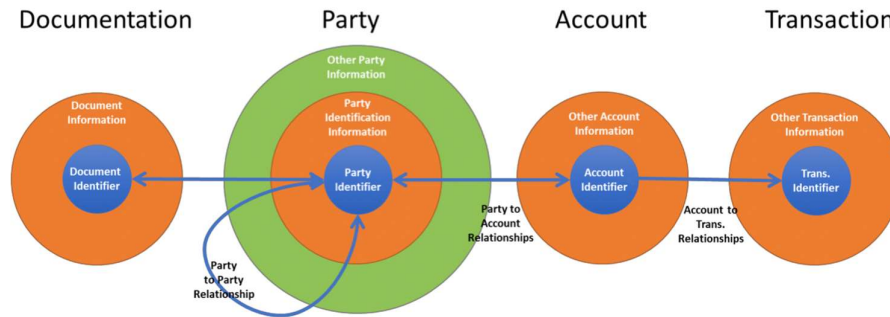 Documentation
Party
Account
Transaction
Document
Information
Document
Identifier
Other Party
Information
Party
Identification
Information
Party
Identifier
Party
to Party
Relationship
Party to
Account
Relationships
Other Account
Information
Account
Identifier
Account to
Trans.
Relationships
Other Transaction
Information
Trans.
Identifier